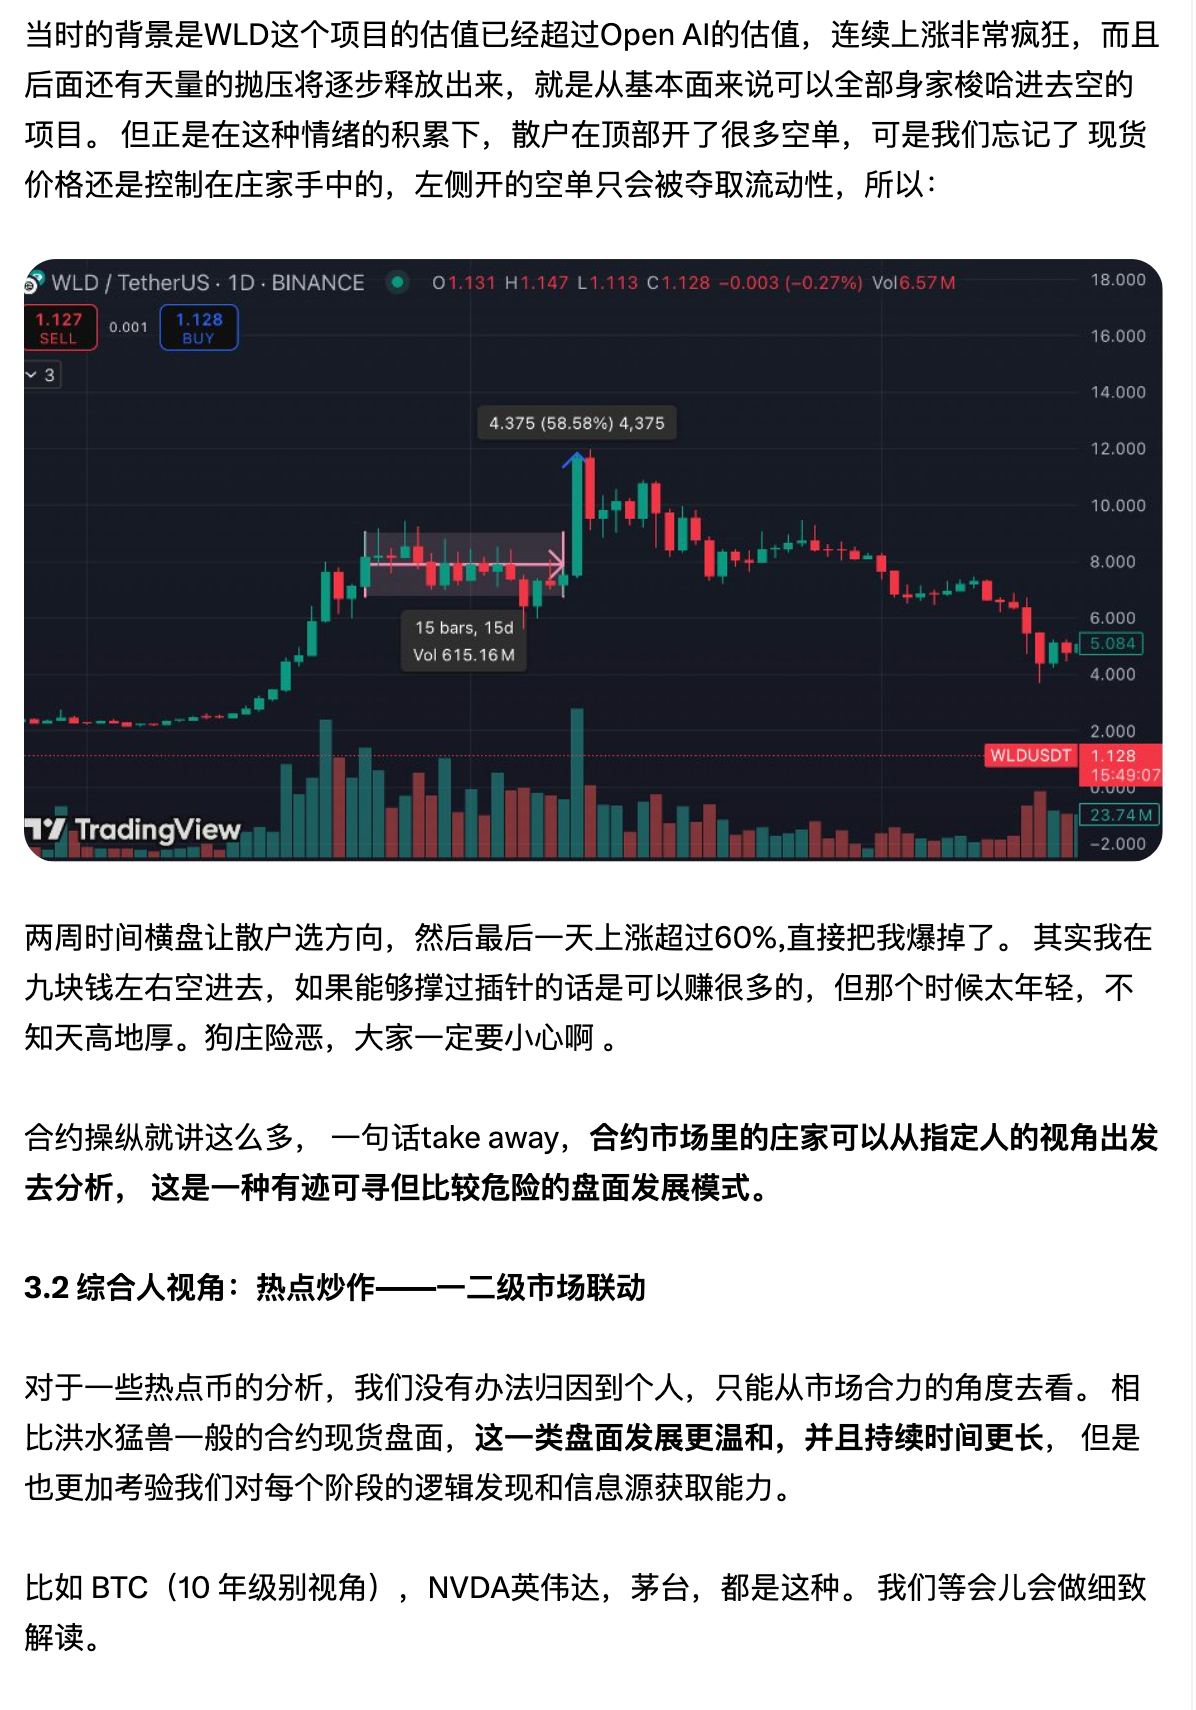 当时的背景是WLD这个项目的估值已经超过Open AI的估值，连续上涨非常疯狂，而且
后面还有天量的抛压将逐步释放出来，就是从基本面来说可以全部身家梭哈进去空的
项目。 但正是在这种情绪的积累下，散户在顶部开了很多空单，可是我们忘记了 现货
价格还是控制在庄家手中的，左侧开的空单只会被夺取流动性，所以：
WLD / TetherUS · 1D · BINANCE O1.131 H1.147 L1.113 C1.128 −0.003 (−0.27%) Vol6.57M
1.127 SELL
0.001
1.128 BUY
3
18.000
16.000
14.000
4.375 (58.58%) 4,375
12.000
10.000
8.000
15 bars, 15d
Vol 615.16M
6.000
5.084
4.000
2.000
WLDUSDT 1.128
15:49:07
0.000
23.74M
−2.000
TradingView
两周时间横盘让散户选方向，然后最后一天上涨超过60%,直接把我爆掉了。 其实我在
九块钱左右空进去，如果能够撑过插针的话是可以赚很多的，但那个时候太年轻，不
知天高地厚。狗庄险恶，大家一定要小心啊 。
合约操纵就讲这么多， 一句话take away，合约市场里的庄家可以从指定人的视角出发
去分析， 这是一种有迹可寻但比较危险的盘面发展模式。
3.2 综合人视角：热点炒作——一二级市场联动
对于一些热点币的分析，我们没有办法归因到个人，只能从市场合力的角度去看。 相
比洪水猛兽一般的合约现货盘面，这一类盘面发展更温和，并且持续时间更长， 但是
也更加考验我们对每个阶段的逻辑发现和信息源获取能力。
比如 BTC（10 年级别视角），NVDA英伟达，茅台，都是这种。 我们等会儿会做细致
解读。